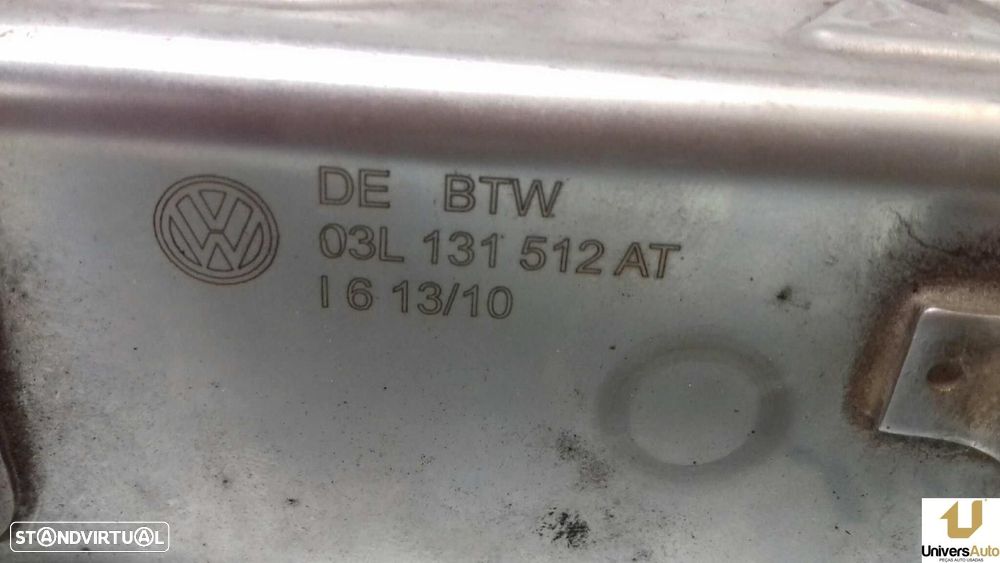 DE BTW
03L 131 512 AT
I 6 13/10
STANDVIRTUAL
UniversAuto
PEÇAS AUTO USADAS